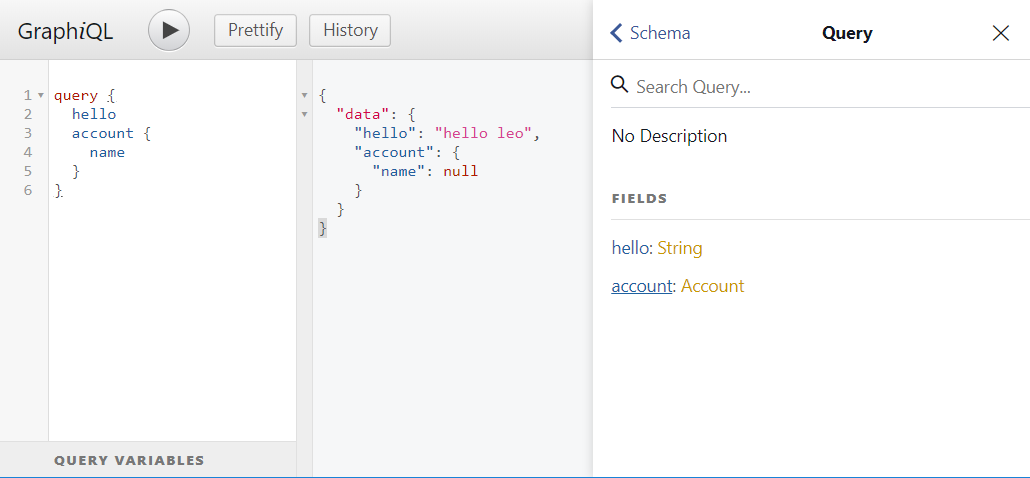 GraphiQL
Prettify
History
Schema
Query
1 query {
2 hello
3 account {
4 name
5 }
6 }
{
"data": {
"hello": "hello leo",
"account": {
"name": null
}
}
}
QUERY VARIABLES
Search Query...
No Description
FIELDS
hello: String
account: Account